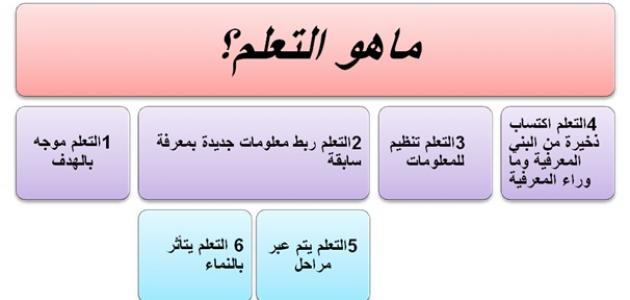 ماهو التعلم؟
1التعلم موجه
بالهدف
2التعلم ربط معلومات جديدة بمعرفة
سابقة
3التعلم تنظيم
للمعلومات
4التعلم اكتساب
ذخيرة من البني
المعرفية وما
وراء المعرفية
5التعلم يتم عبر
مراحل
6 التعلم يتأثر
بالنماء